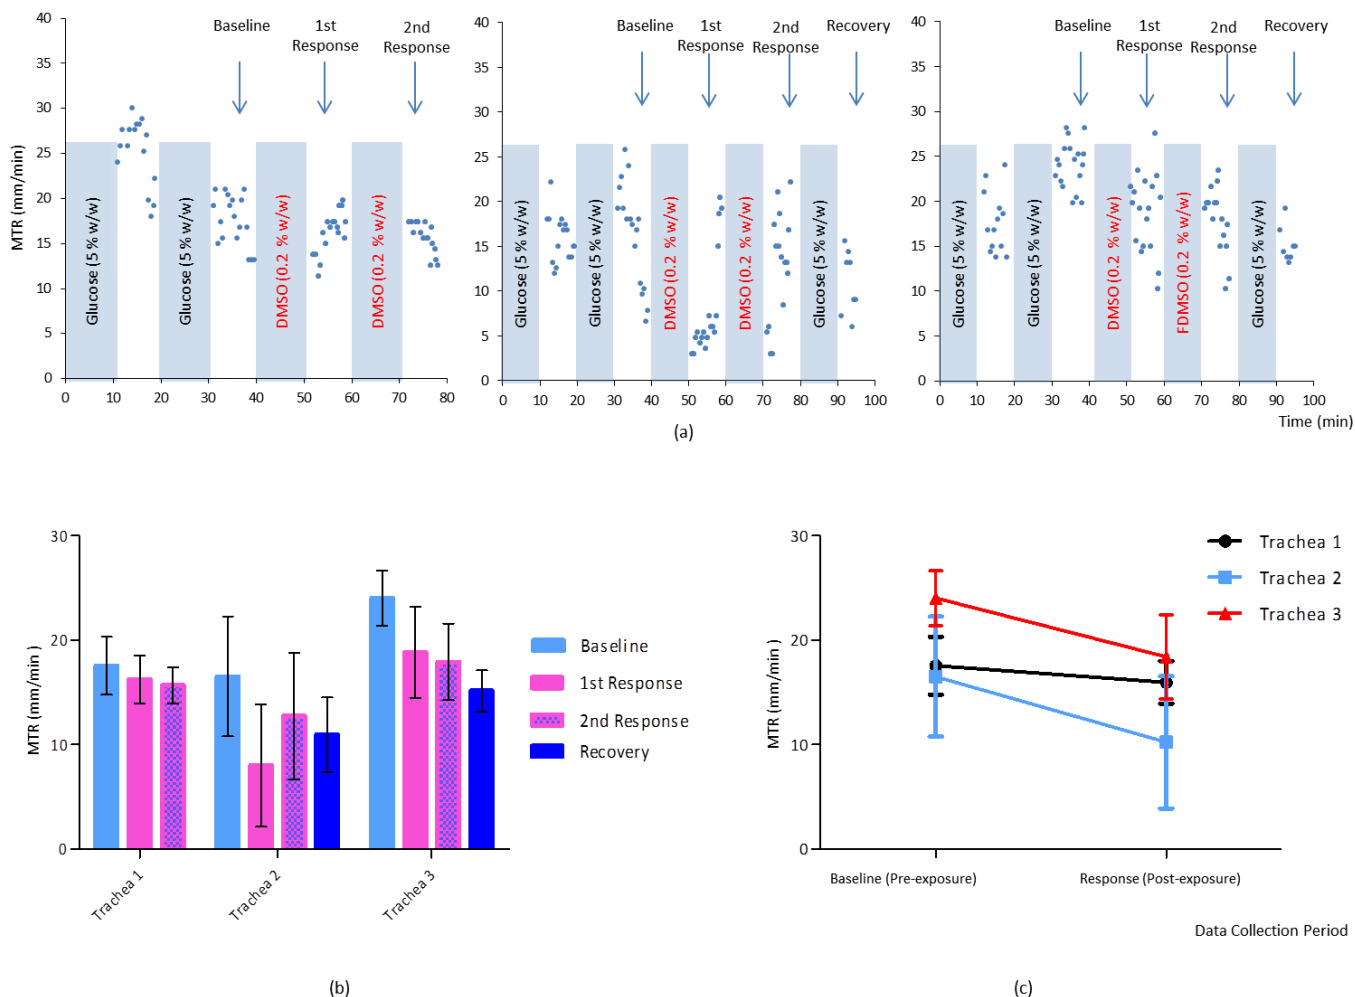 Baseline
1st
Response
2nd
Response
MTR (mm/min)
40
35
30
25
20
15
10
5
0
Glucose (5 % w/w)
Glucose (5 % w/w)
DMSO (0.2 % w/w)
DMSO (0.2 % w/w)
0 10 20 30 40 50 60 70 80
Baseline
1st
Response
2nd
Response
Recovery
40
35
30
25
20
15
10
5
0
Glucose (5 % w/w)
Glucose (5 % w/w)
DMSO (0.2 % w/w)
DMSO (0.2 % w/w)
Glucose (5 % w/w)
0 10 20 30 40 50 60 70 80 90 100
Baseline
1st
Response
2nd
Response
Recovery
40
35
30
25
20
15
10
5
0
Glucose (5 % w/w)
Glucose (5 % w/w)
DMSO (0.2 % w/w)
FDMSO (0.2 % w/w)
Glucose (5 % w/w)
0 10 20 30 40 50 60 70 80 90 100
Time (min)
(a)
MTR (mm/min )
30
20
10
0
Trachea 1
Trachea 2
Trachea 3
Baseline
1st Response
2nd Response
Recovery
(b)
MTR (mm/min )
30
20
10
0
Trachea 1
Trachea 2
Trachea 3
Baseline (Pre-exposure)
Response (Post-exposure)
Data Collection Period
(c)